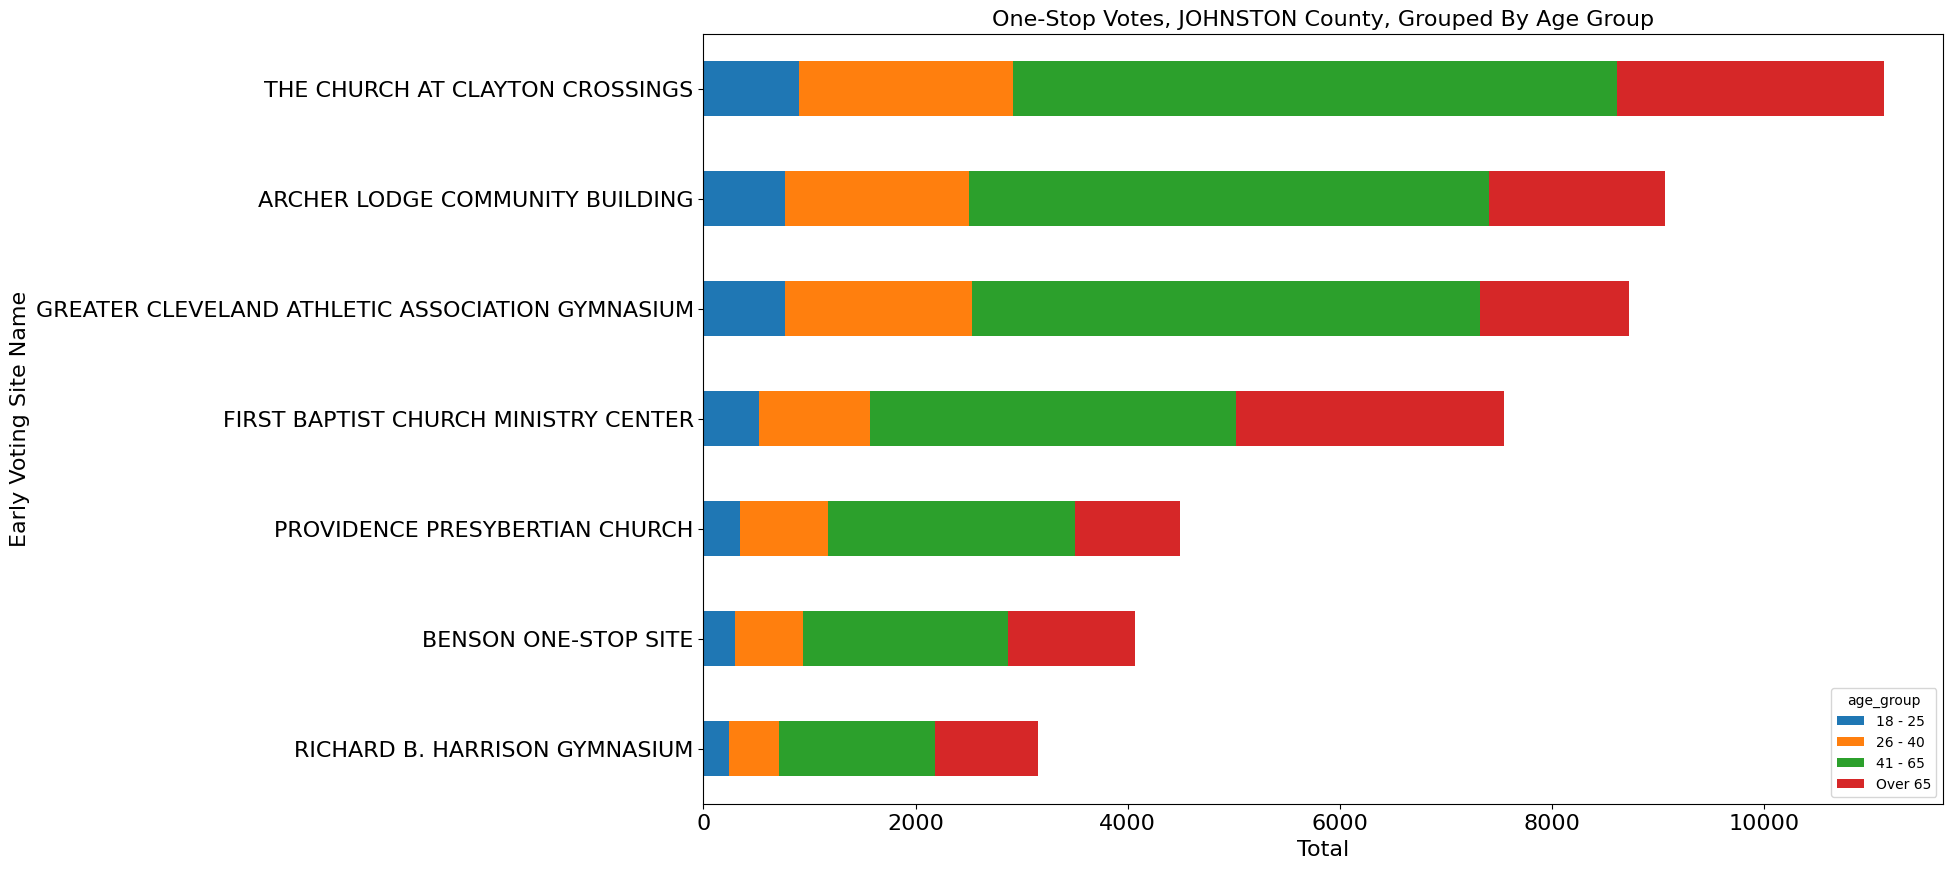 One-Stop Votes, JOHNSTON County, Grouped By Age Group
Early Voting Site Name
THE CHURCH AT CLAYTON CROSSINGS
ARCHER LODGE COMMUNITY BUILDING
GREATER CLEVELAND ATHLETIC ASSOCIATION GYMNASIUM
FIRST BAPTIST CHURCH MINISTRY CENTER
PROVIDENCE PRESYBERTIAN CHURCH
BENSON ONE-STOP SITE
RICHARD B. HARRISON GYMNASIUM
age_group
18 - 25
26 - 40
41 - 65
Over 65
0 2000 4000 6000 8000 10000
Total